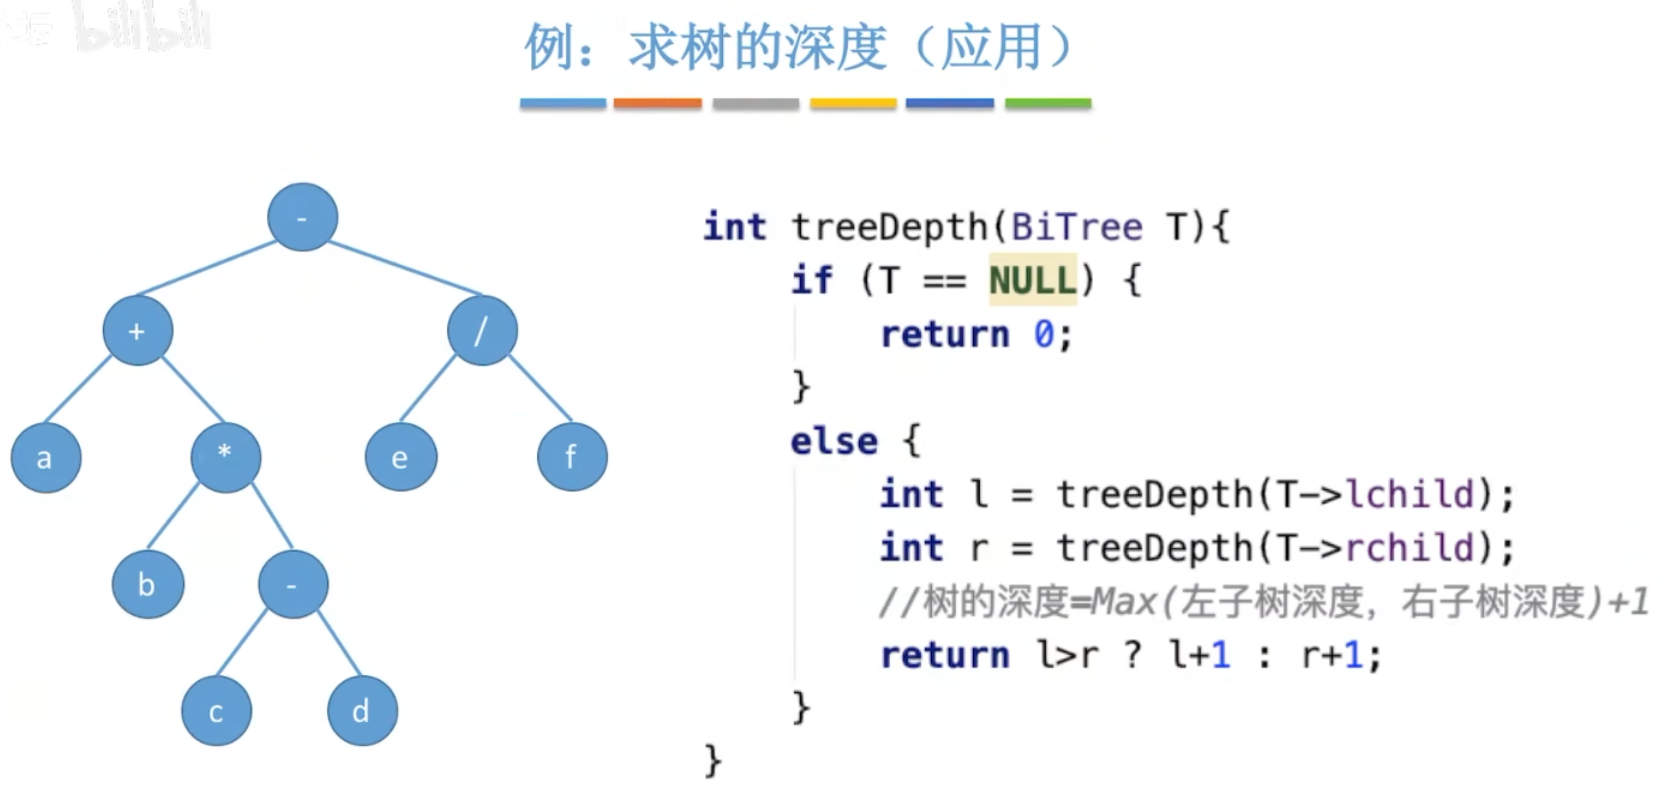 bilibili
例：求树的深度（应用）
-
+
/
a
*
e
f
b
-
c
d
int treeDepth(BiTree T){
if (T == NULL) {
return 0;
}
else {
int l = treeDepth(T->lchild);
int r = treeDepth(T->rchild);
//树的深度=Max(左子树深度，右子树深度)+1
return l>r ? l+1 : r+1;
}
}